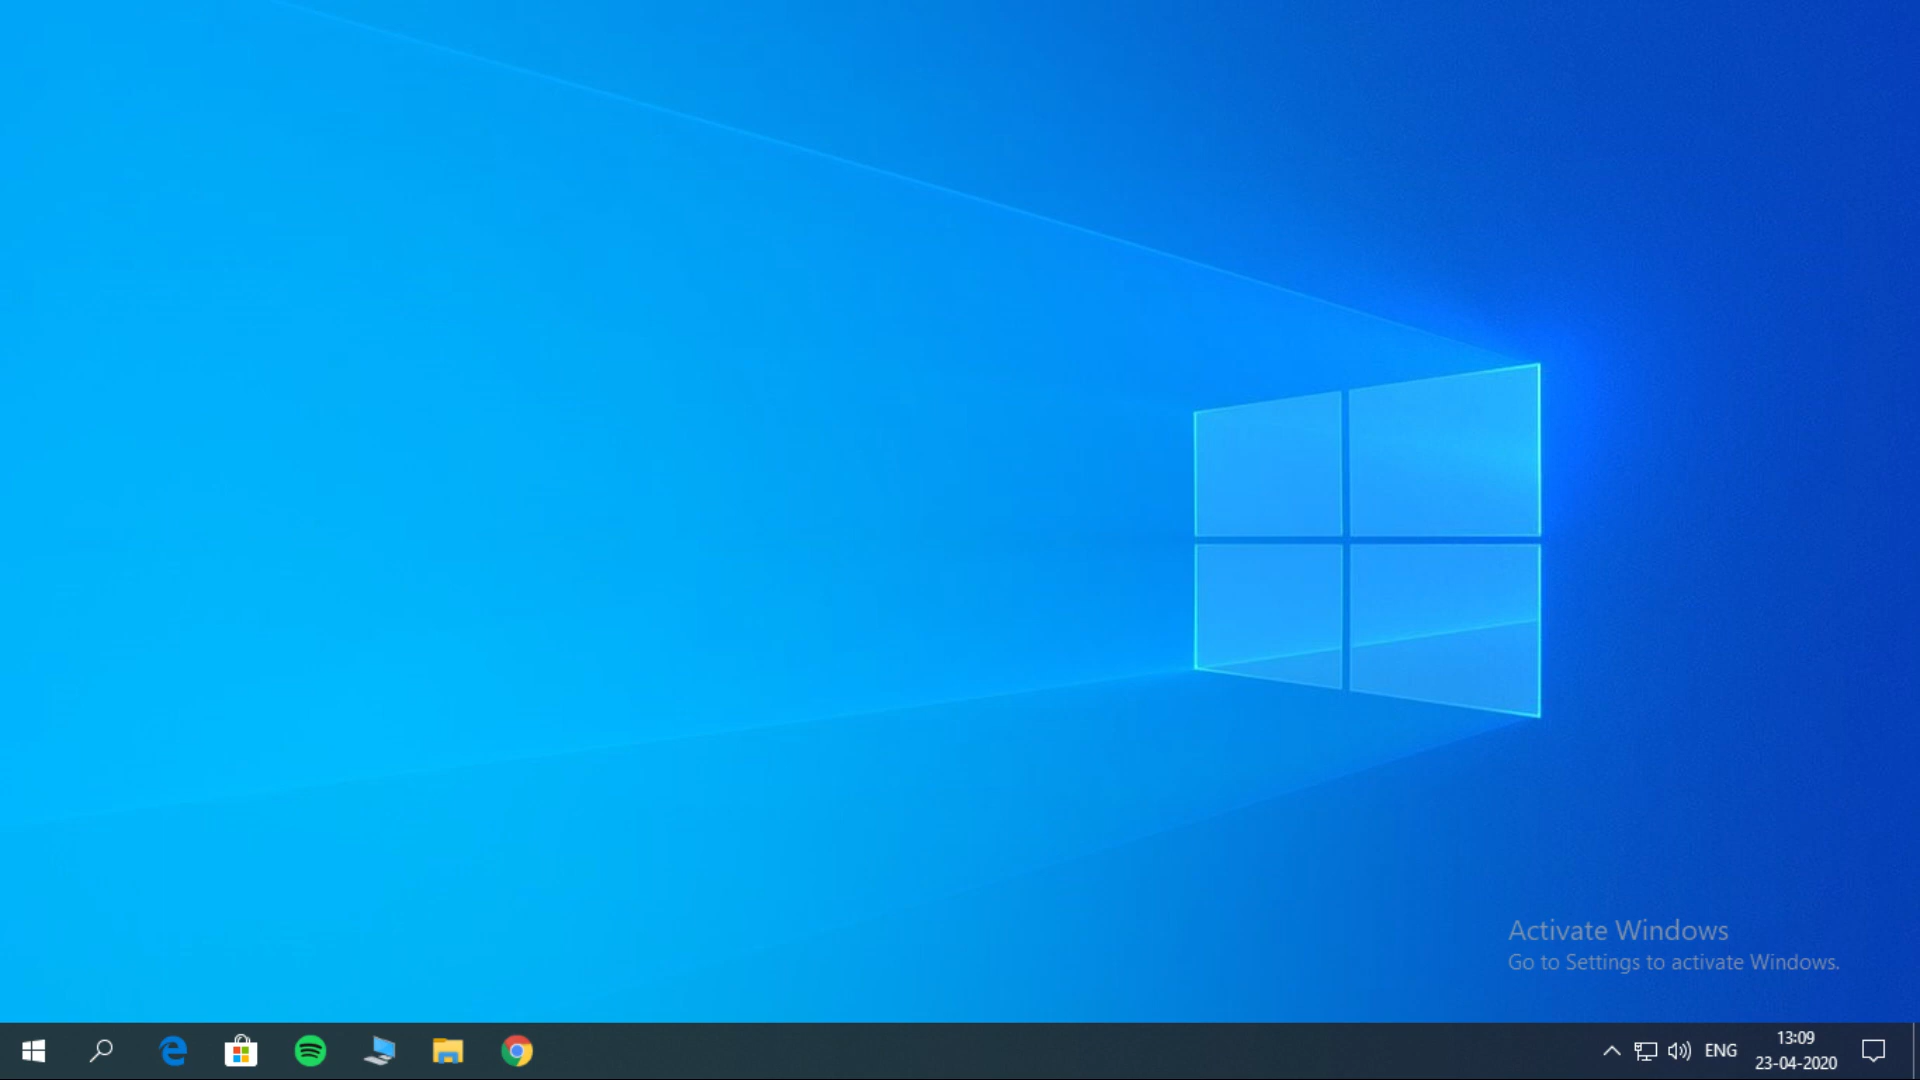 Activate Windows
Go to Settings to activate Windows.
ENG
13:09
23-04-2020